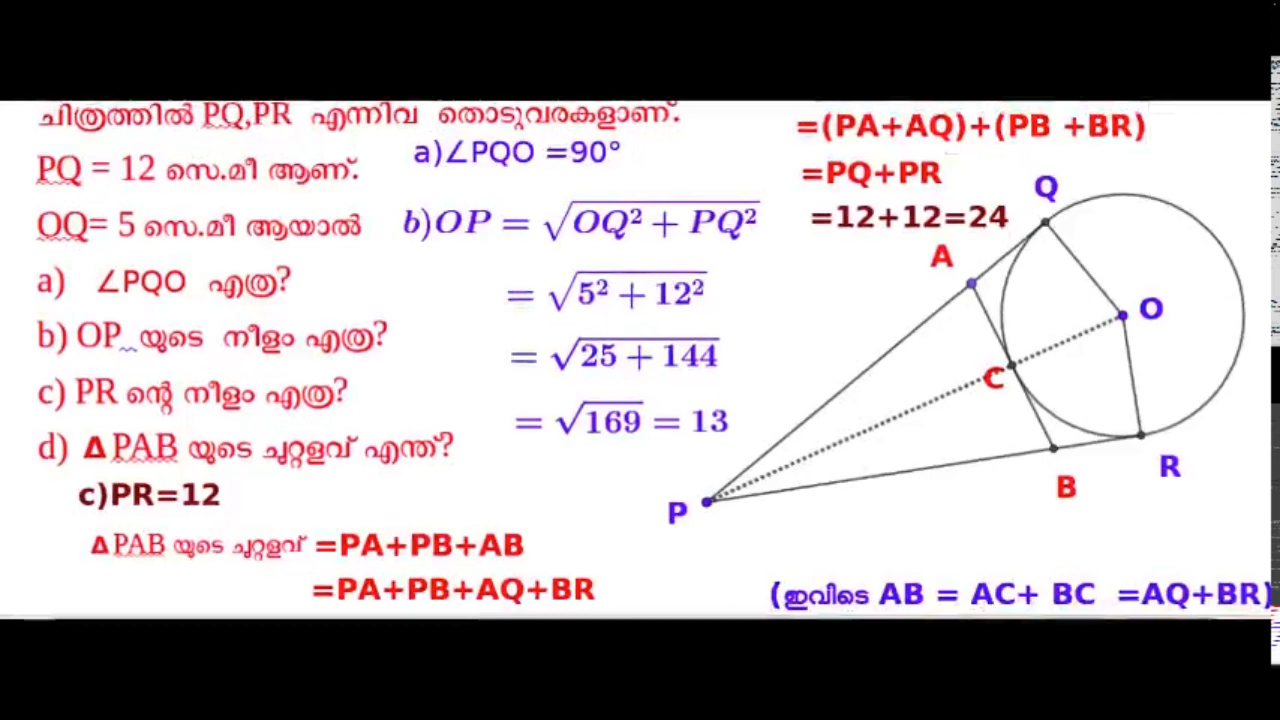 ചിത്രത്തിൽ PQ,PR എന്നിവ തൊടുവരകളാണ്.
PQ = 12 സെ.മീ ആണ്.
OQ= 5 സെ.മീ ആയാൽ
a) ∠PQO എത്ര?
b) OP യുടെ നീളം എത്ര?
c) PR ന്റെ നീളം എത്ര?
d) Δ PAB യുടെ ചുറ്റളവ് എന്ത്?
a)∠PQO =90°
b)OP = √(OQ² + PQ²)
= √(5² + 12²)
= √(25 + 144)
= √169 = 13
c)PR=12
Δ PAB യുടെ ചുറ്റളവ് =PA+PB+AB
=PA+PB+AQ+BR
=(PA+AQ)+(PB +BR)
=PQ+PR
=12+12=24
Q
A
O
C
R
B
P
(ഇവിടെ AB = AC+ BC =AQ+BR)